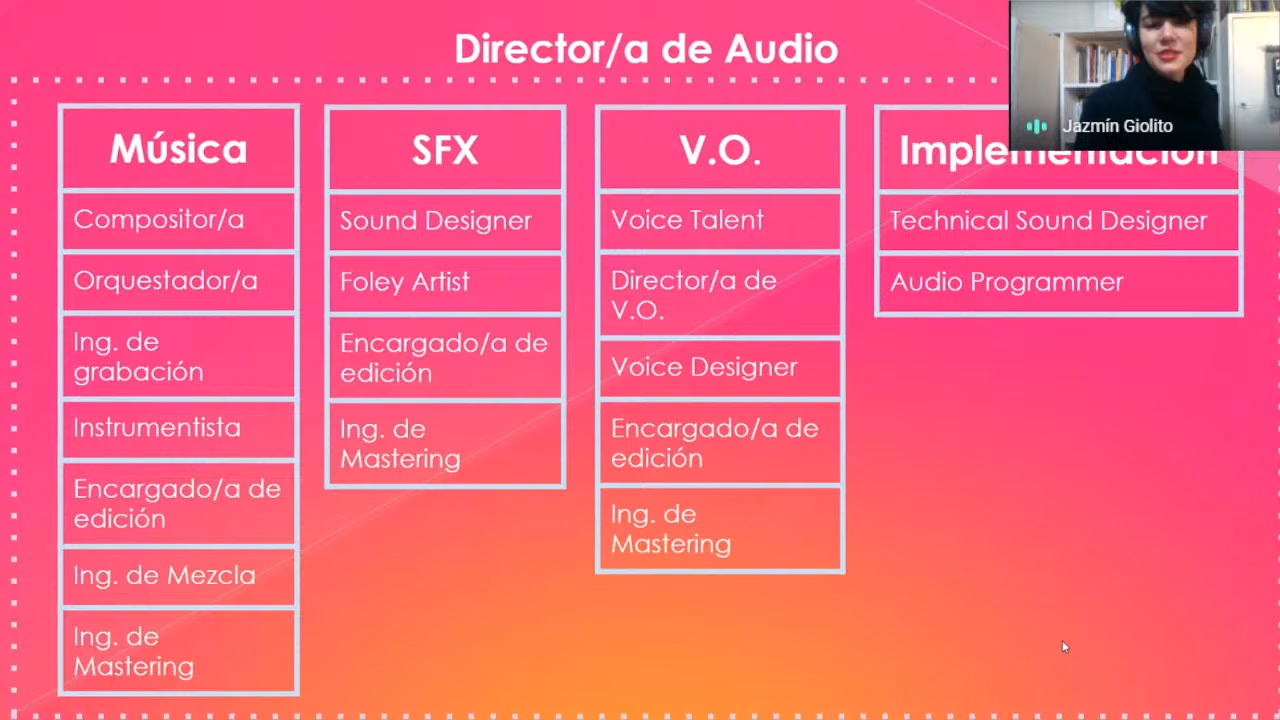 Director/a de Audio
Jazmín Giolito
Música
Compositor/a
Orquestador/a
Ing. de
grabación
Instrumentista
Encargado/a de
edición
Ing. de Mezcla
Ing. de
Mastering
SFX
Sound Designer
Foley Artist
Encargado/a de
edición
Ing. de
Mastering
V.O.
Voice Talent
Director/a de
V.O.
Voice Designer
Encargado/a de
edición
Ing. de
Mastering
Implementación
Technical Sound Designer
Audio Programmer